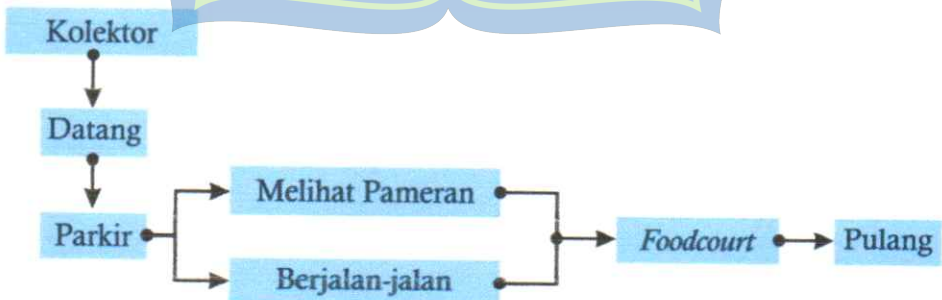 Kolektor
Datang
Parkir
Melihat Pameran
Berjalan-jalan
Foodcourt
Pulang